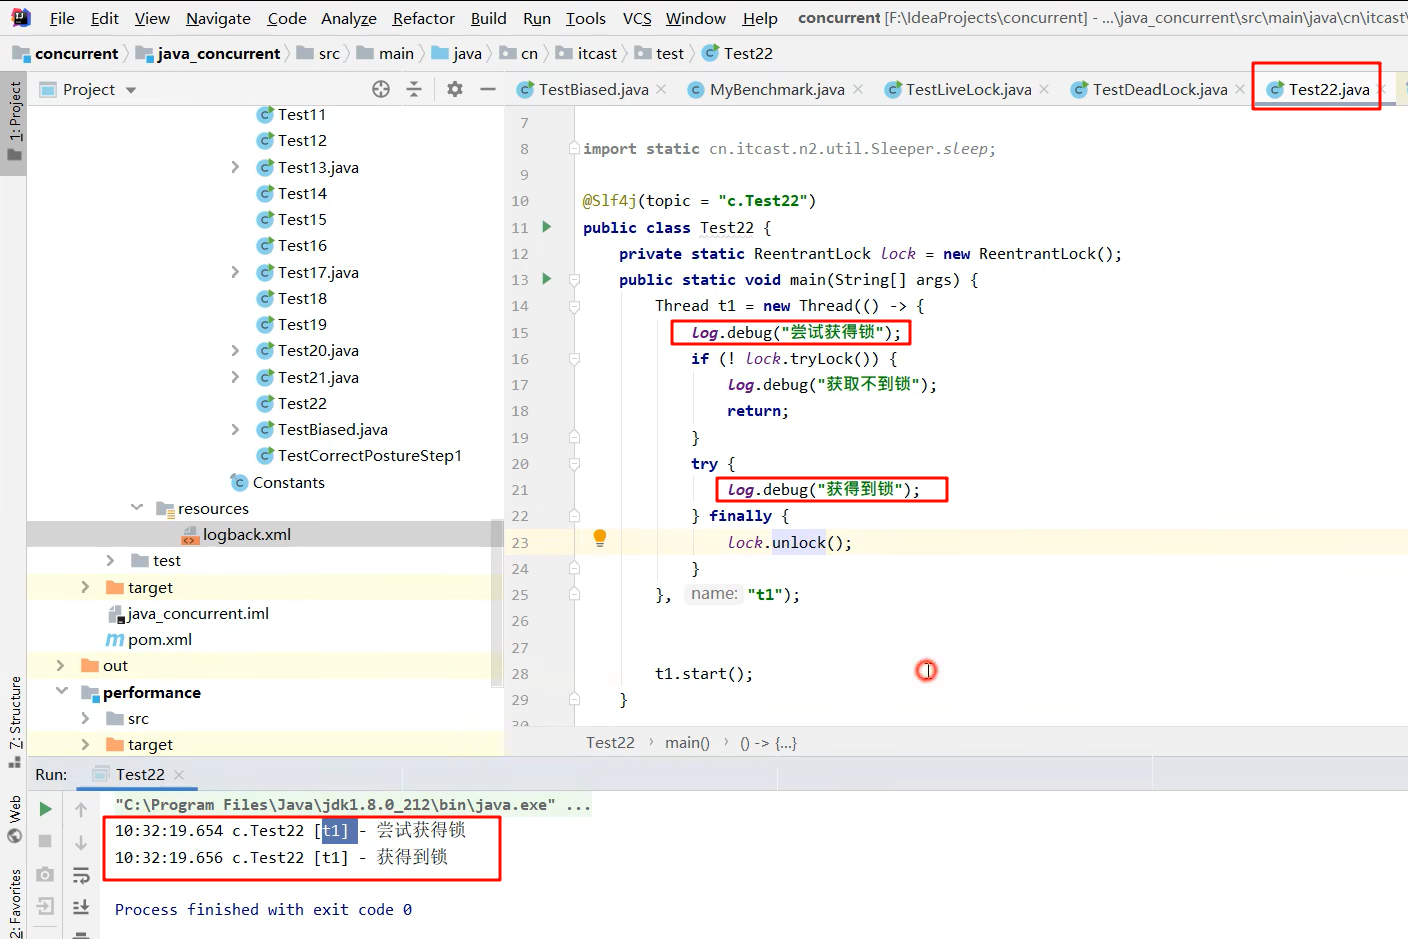 File Edit View Navigate Code Analyze Refactor Build Run Tools VCS Window Help concurrent [F:\IdeaProjects\concurrent] - ...\java_concurrent\src\main\java\cn\itcast\
concurrent java_concurrent src main java cn itcast test Test22
1: Project
Project
TestBiased.java MyBenchmark.java TestLiveLock.java TestDeadLock.java Test22.java
Test11
Test12
Test13.java
Test14
Test15
Test16
Test17.java
Test18
Test19
Test20.java
Test21.java
Test22
TestBiased.java
TestCorrectPostureStep1
Constants
resources
logback.xml
test
target
java_concurrent.iml
pom.xml
out
performance
src
target
7
8 import static cn.itcast.n2.util.Sleeper.sleep;
9
10 @Slf4j(topic = "c.Test22")
11 public class Test22 {
12 private static ReentrantLock lock = new ReentrantLock();
13 public static void main(String[] args) {
14 Thread t1 = new Thread(() -> {
15 log.debug("尝试获得锁");
16 if (! lock.tryLock()) {
17 log.debug("获取不到锁");
18 return;
19 }
20 try {
21 log.debug("获得到锁");
22 } finally {
23 lock.unlock();
24 }
25 }, name: "t1");
26
27
28 t1.start();
29 }
30
Test22 › main() › () -> {...}
7: Structure
Web
2: Favorites
Run: Test22
"C:\Program Files\Java\jdk1.8.0_212\bin\java.exe" ...
10:32:19.654 c.Test22 [t1] - 尝试获得锁
10:32:19.656 c.Test22 [t1] - 获得到锁
Process finished with exit code 0